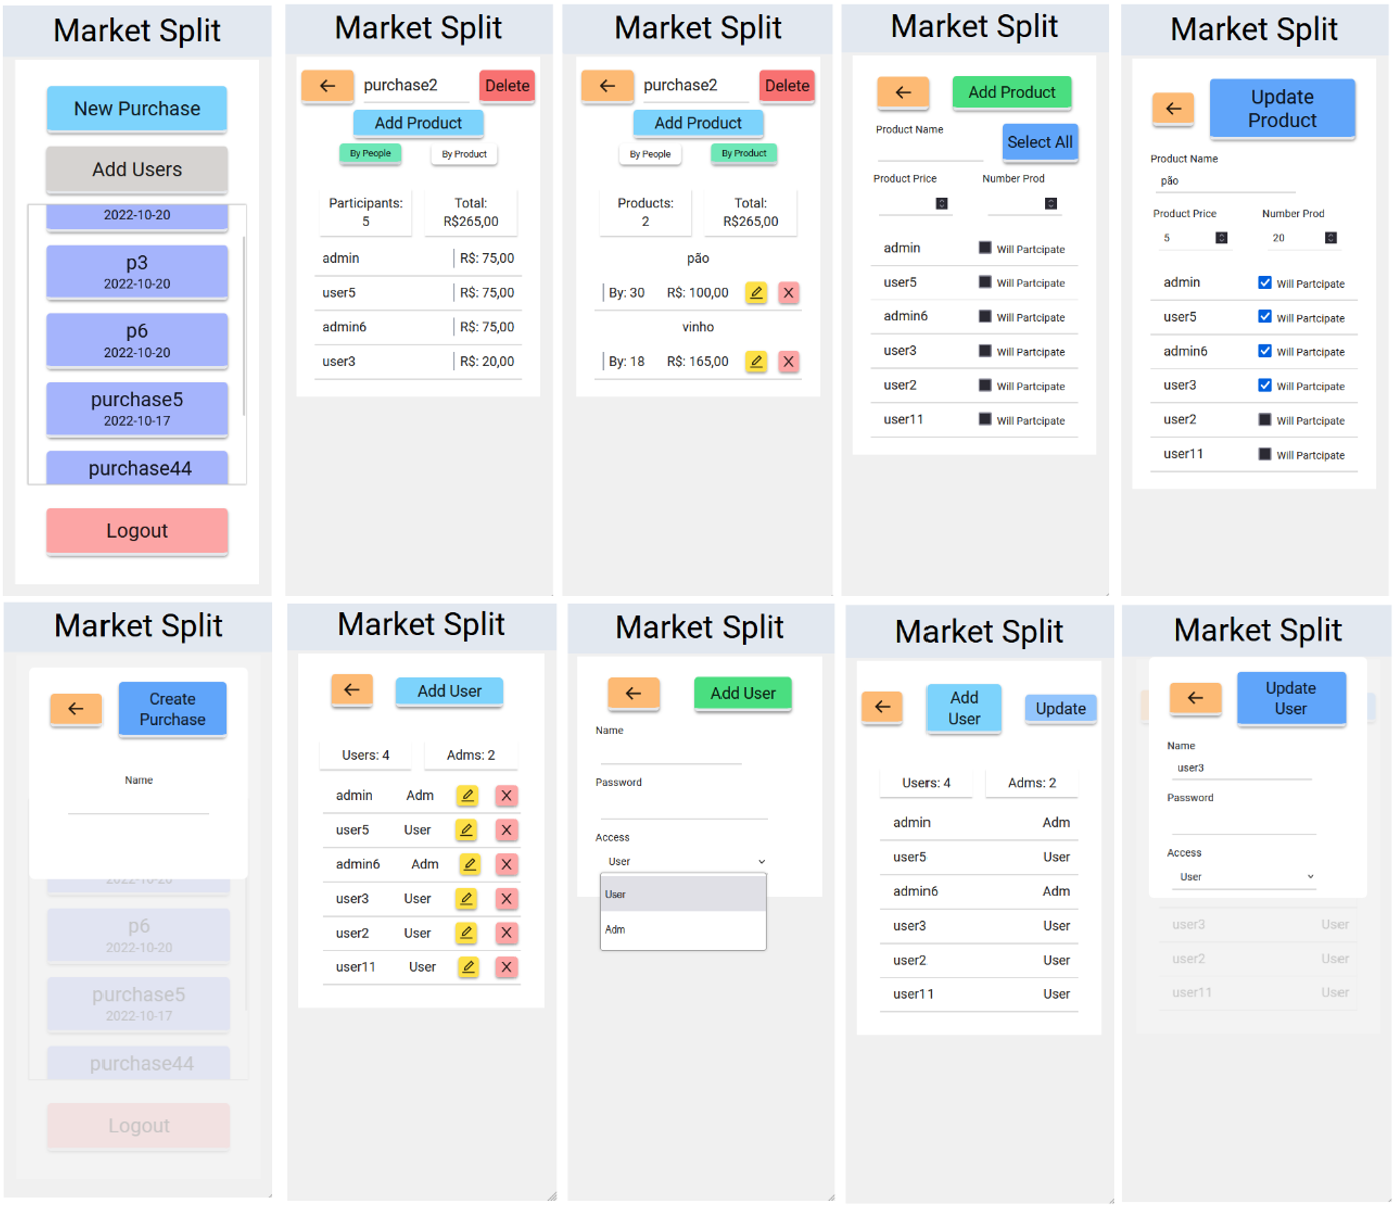 Market Split
New Purchase
Add Users
2022-10-20
p3
2022-10-20
p6
2022-10-20
purchase5
2022-10-17
purchase44
Logout
Market Split
purchase2
Delete
Add Product
By People
By Product
Participants:
5
Total:
R$265,00
admin
R$: 75,00
user5
R$: 75,00
admin6
R$: 75,00
user3
R$: 20,00
Market Split
purchase2
Delete
Add Product
By People
By Product
Products:
2
Total:
R$265,00
pão
By: 30
R$: 100,00
vinho
By: 18
R$: 165,00
Market Split
Add Product
Product Name
Select All
Product Price
Number Prod
admin
Will Partcipate
user5
Will Partcipate
admin6
Will Partcipate
user3
Will Partcipate
user2
Will Partcipate
user11
Will Partcipate
Market Split
Update
Product
Product Name
pão
Product Price
Number Prod
5
20
admin
Will Partcipate
user5
Will Partcipate
admin6
Will Partcipate
user3
Will Partcipate
user2
Will Partcipate
user11
Will Partcipate
Market Split
Create
Purchase
Name
2022-10-20
p6
2022-10-20
purchase5
2022-10-17
purchase44
Logout
Market Split
Add User
Users: 4
Adms: 2
admin
Adm
user5
User
admin6
Adm
user3
User
user2
User
user11
User
Market Split
Add User
Name
Password
Access
User
User
Adm
Market Split
Add
User
Update
Users: 4
Adms: 2
admin
Adm
user5
User
admin6
Adm
user3
User
user2
User
user11
User
Market Split
Update
User
Name
user3
Password
Access
User
user3
User
user2
User
user11
User